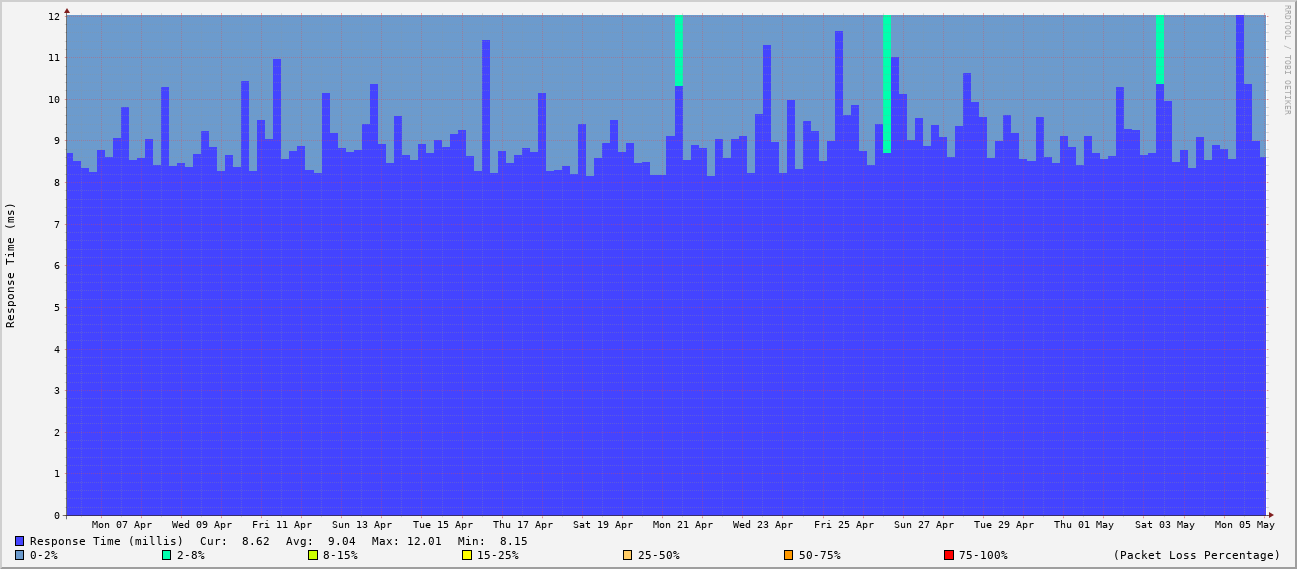 RRDTOOL / TOBI OETIKER
Response Time (ms)
12
11
10
9
8
7
6
5
4
3
2
1
0
Mon 07 Apr Wed 09 Apr Fri 11 Apr Sun 13 Apr Tue 15 Apr Thu 17 Apr Sat 19 Apr Mon 21 Apr Wed 23 Apr Fri 25 Apr Sun 27 Apr Tue 29 Apr Thu 01 May Sat 03 May Mon 05 May
Response Time (millis) Cur: 8.62 Avg: 9.04 Max: 12.01 Min: 8.15
0-2% 2-8% 8-15% 15-25% 25-50% 50-75% 75-100% (Packet Loss Percentage)